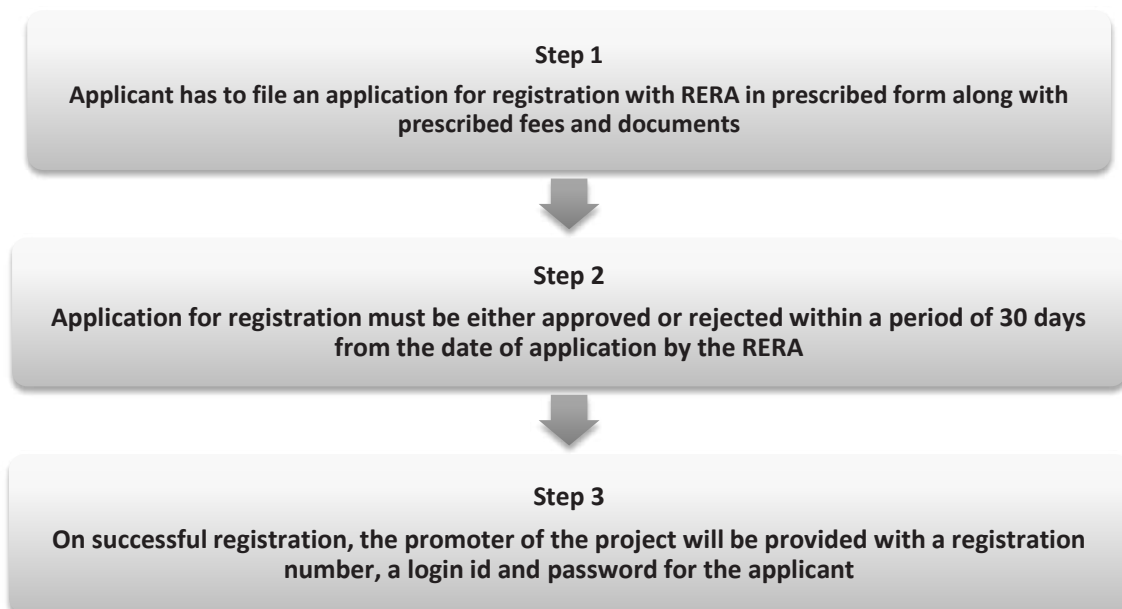 Step 1
Applicant has to file an application for registration with RERA in prescribed form along with
prescribed fees and documents
Step 2
Application for registration must be either approved or rejected within a period of 30 days
from the date of application by the RERA
Step 3
On successful registration, the promoter of the project will be provided with a registration
number, a login id and password for the applicant